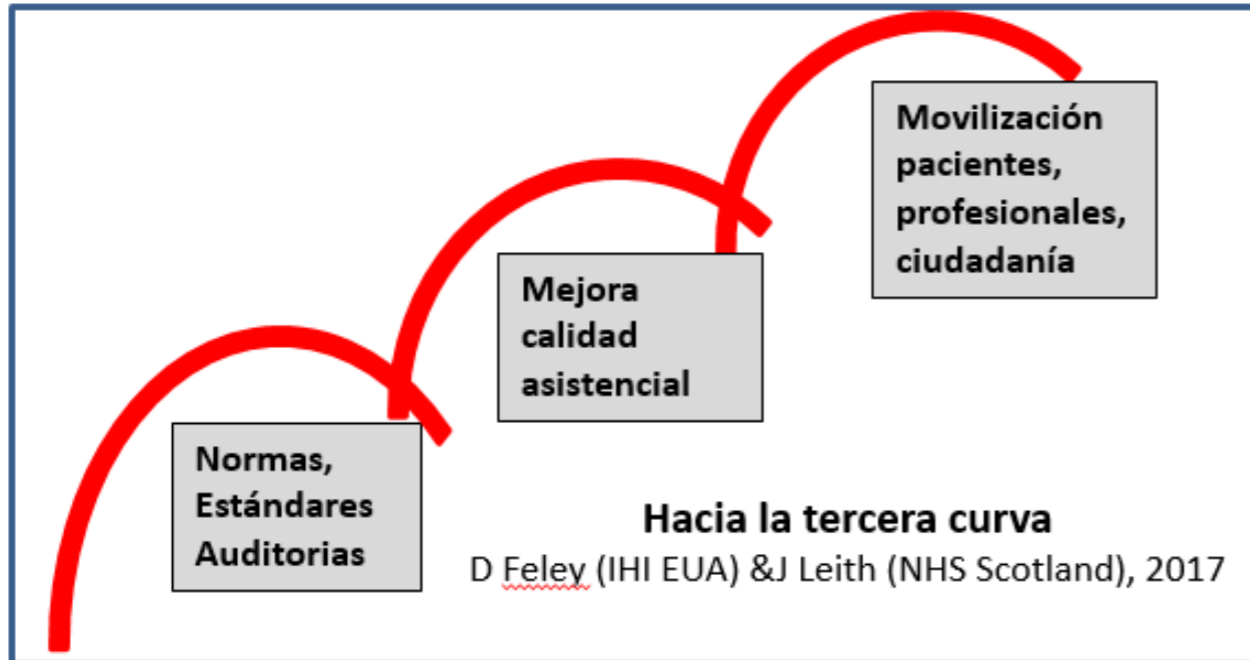 Normas,
Estándares
Auditorias
Mejora
calidad
asistencial
Movilización
pacientes,
profesionales,
ciudadanía
Hacia la tercera curva
D Feley (IHI EUA) &J Leith (NHS Scotland), 2017